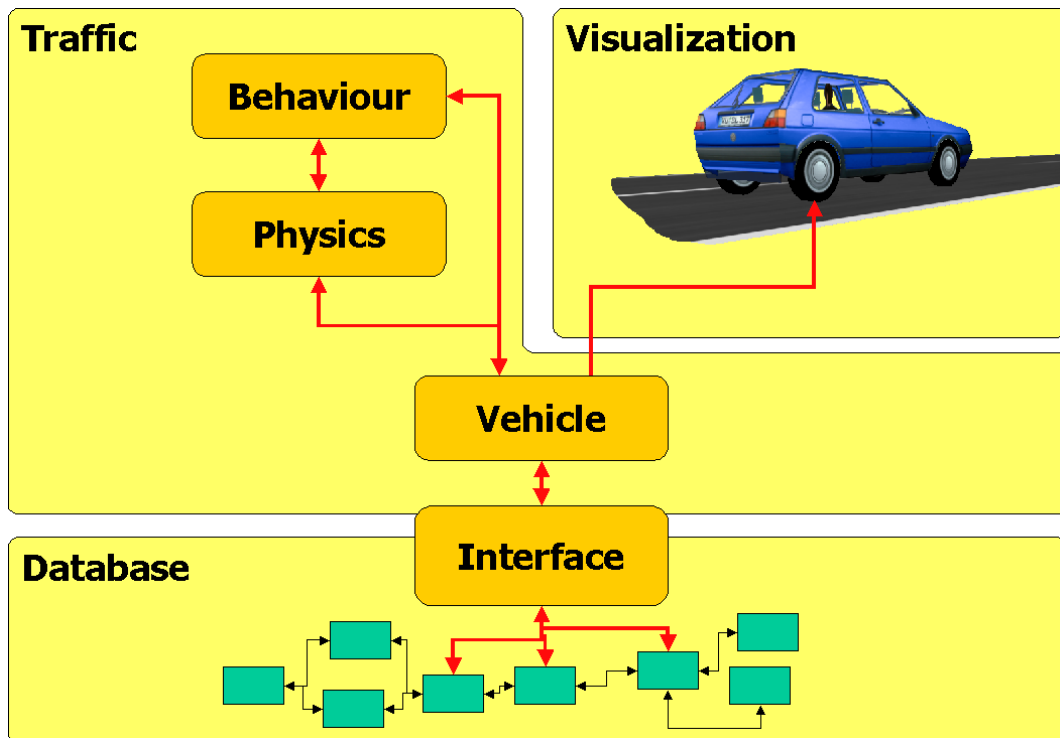 Traffic
Visualization
Behaviour
Physics
Vehicle
Interface
Database